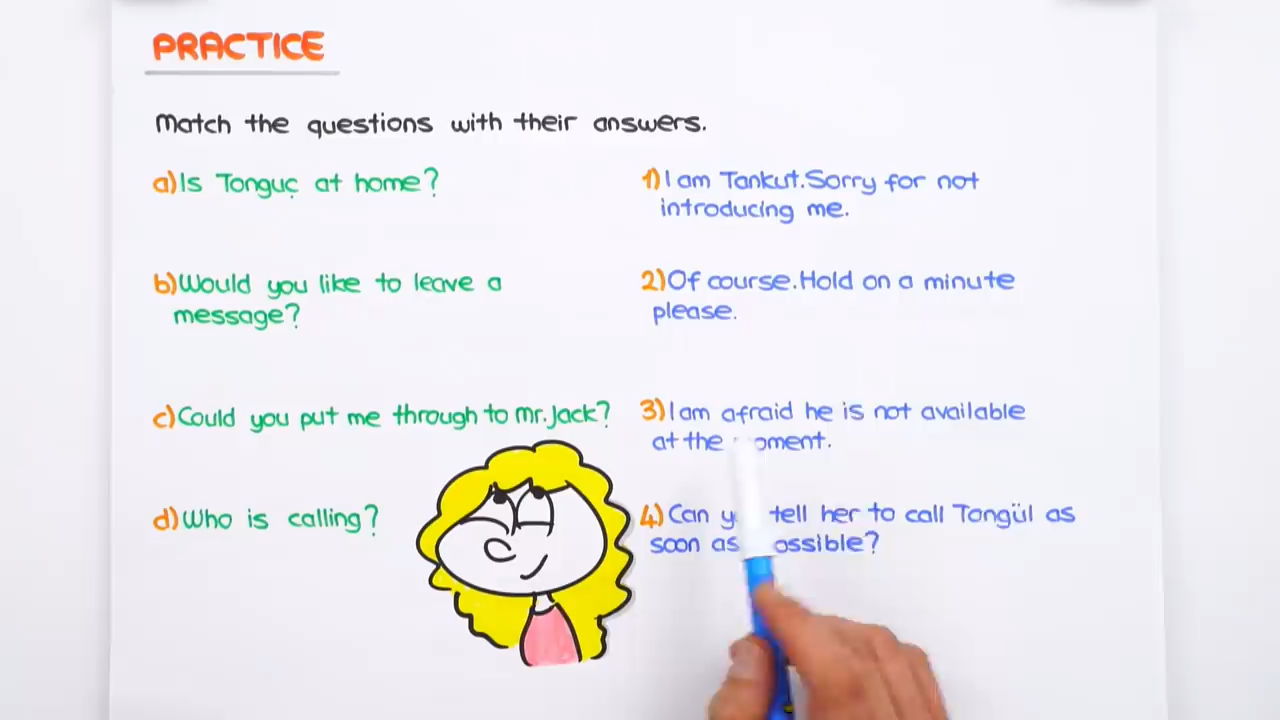 PRACTICE
Match the questions with their answers.
a) Is Tonguç at home?
b) Would you like to leave a
message?
c) Could you put me through to mr. Jack?
d) Who is calling?
1) I am Tankut. Sorry for not
introducing me.
2) Of course. Hold on a minute
please.
3) I am afraid he is not available
at the moment.
4) Can you tell her to call Tongül as
soon as possible?